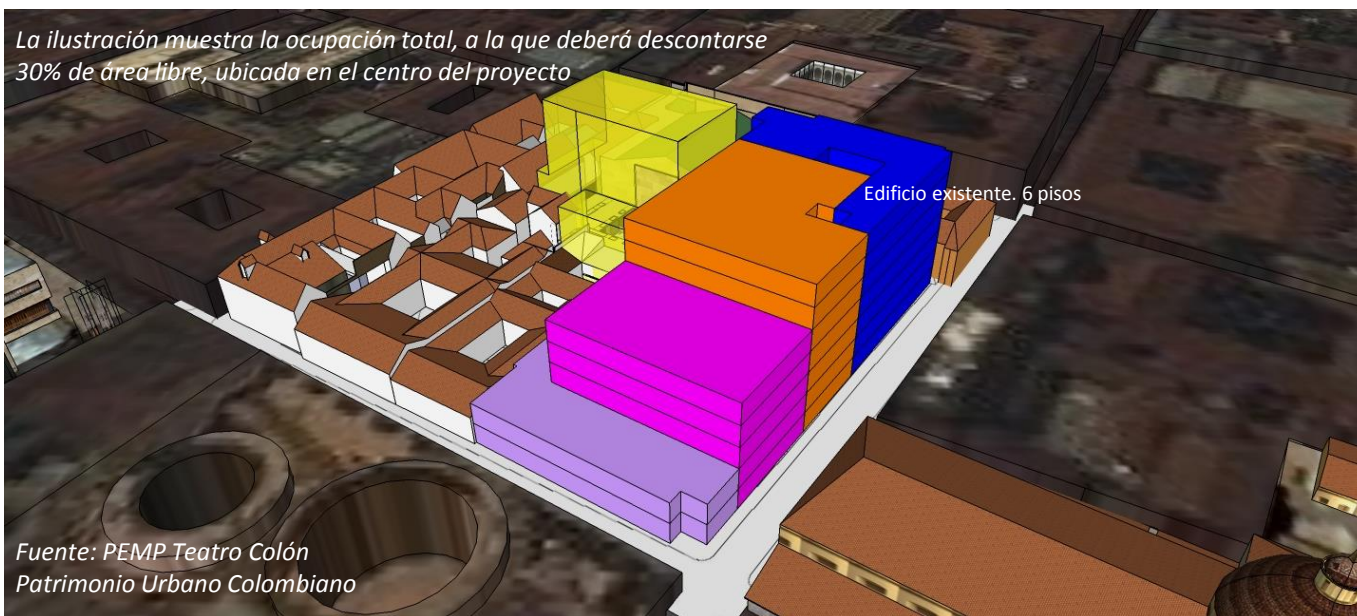 La ilustración muestra la ocupación total, a la que deberá descontarse
30% de área libre, ubicada en el centro del proyecto
Edificio existente. 6 pisos
Fuente: PEMP Teatro Colón
Patrimonio Urbano Colombiano